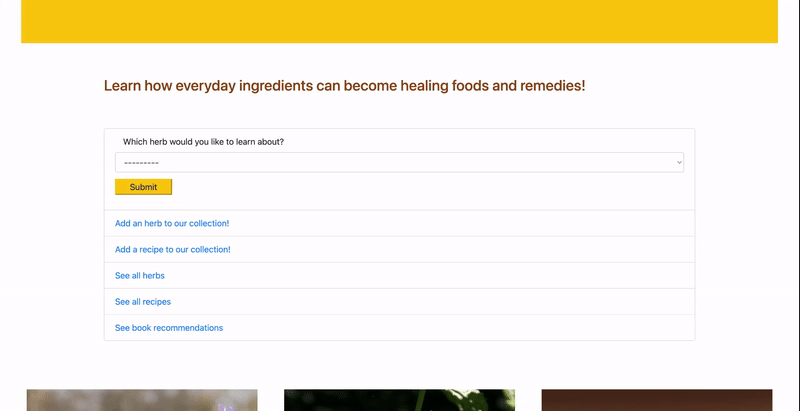 Learn how everyday ingredients can become healing foods and remedies!
Which herb would you like to learn about?
---------
Submit
Add an herb to our collection!
Add a recipe to our collection!
See all herbs
See all recipes
See book recommendations